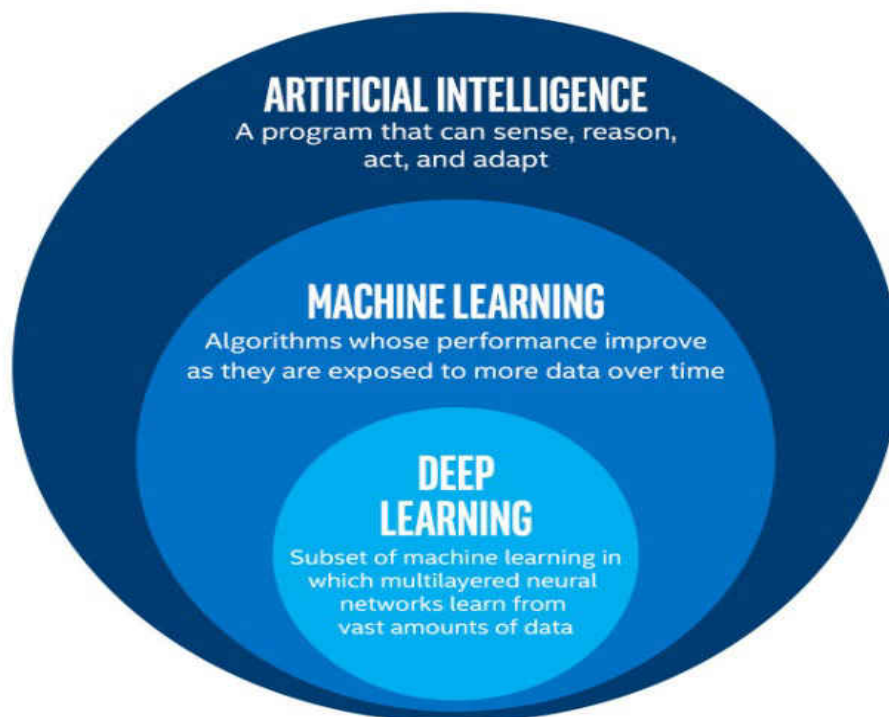 ARTIFICIAL INTELLIGENCE
A program that can sense, reason,
act, and adapt
MACHINE LEARNING
Algorithms whose performance improve
as they are exposed to more data over time
DEEP
LEARNING
Subset of machine learning in
which multilayered neural
networks learn from
vast amounts of data